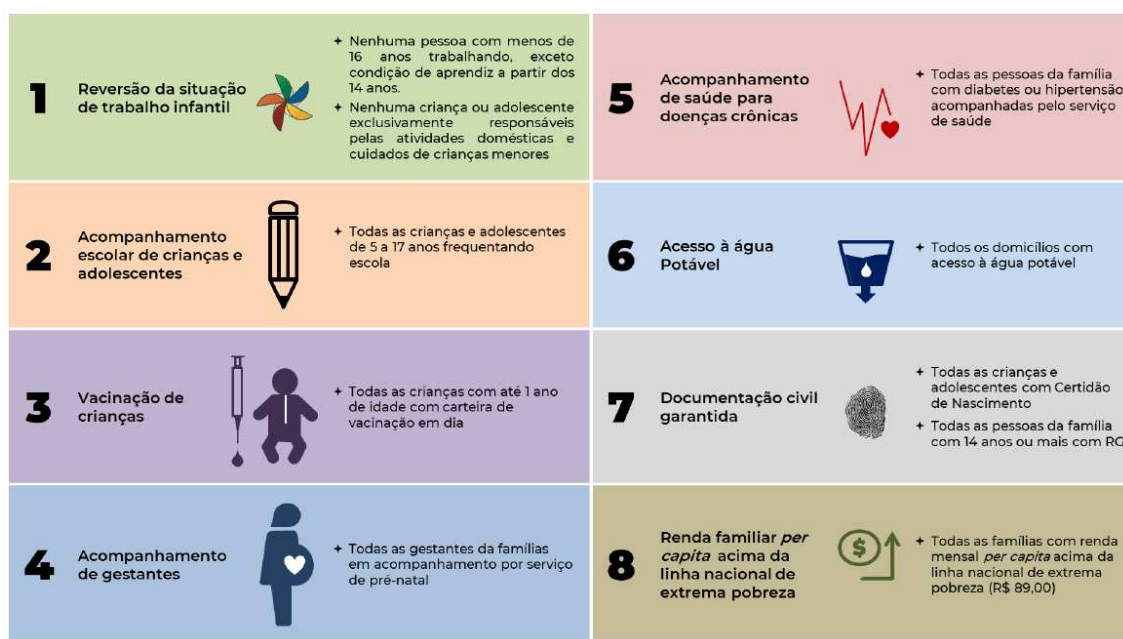 1
Reversão da situação
de trabalho infantil
+ Nenhuma pessoa com menos de
16 anos trabalhando, exceto
condição de aprendiz a partir dos
14 anos.
+ Nenhuma criança ou adolescente
exclusivamente responsáveis
pelas atividades domésticas e
cuidados de crianças menores
2
Acompanhamento
escolar de crianças e
adolescentes
+ Todas as crianças e adolescentes
de 5 a 17 anos frequentando
escola
3
Vacinação de
crianças
+ Todas as crianças com até 1 ano
de idade com carteira de
vacinação em dia
4
Acompanhamento
de gestantes
+ Todas as gestantes da famílias
em acompanhamento por serviço
de pré-natal
5
Acompanhamento
de saúde para
doenças crônicas
+ Todas as pessoas da família
com diabetes ou hipertensão
acompanhadas pelo serviço
de saúde
6
Acesso à água
Potável
+ Todos os domicílios com
acesso à água potável
7
Documentação civil
garantida
+ Todas as crianças e
adolescentes com Certidão
de Nascimento
+ Todas as pessoas da família
com 14 anos ou mais com RG
8
Renda familiar per
capita acima da
linha nacional de
extrema pobreza
$
+ Todas as famílias com renda
mensal per capita acima da
linha nacional de extrema
pobreza (R$ 89,00)